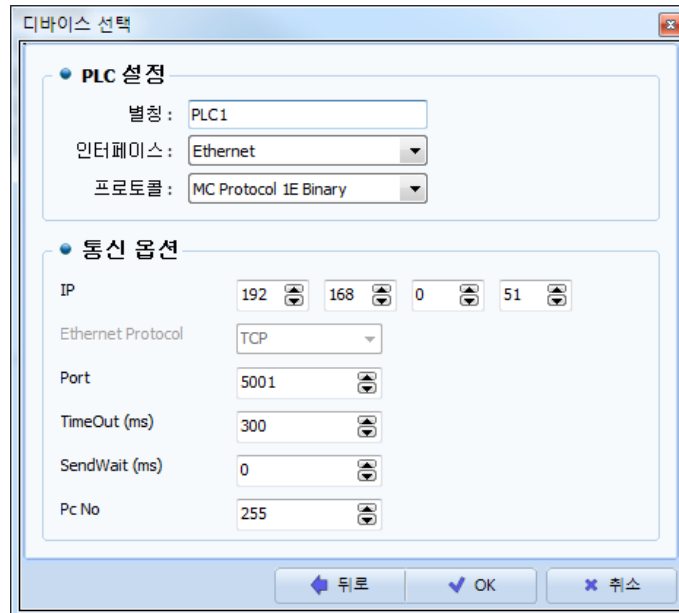 디바이스 선택
PLC 설정
별칭 : PLC1
인터페이스 : Ethernet
프로토콜 : MC Protocol 1E Binary
통신 옵션
IP 192 168 0 51
Ethernet Protocol TCP
Port 5001
TimeOut (ms) 300
SendWait (ms) 0
Pc No 255
뒤로 OK 취소